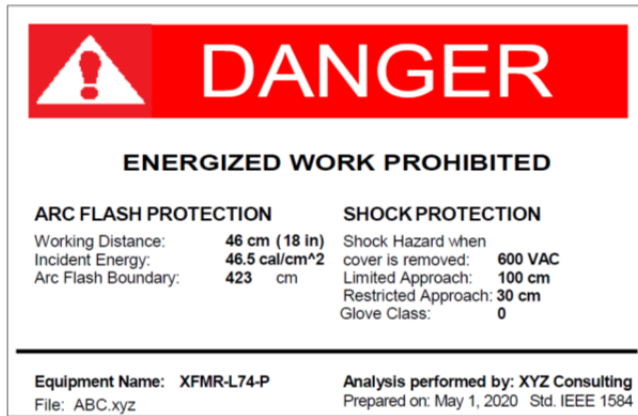 DANGER
ENERGIZED WORK PROHIBITED
ARC FLASH PROTECTION
Working Distance: 46 cm (18 in)
Incident Energy: 46.5 cal/cm^2
Arc Flash Boundary: 423 cm
SHOCK PROTECTION
Shock Hazard when
cover is removed: 600 VAC
Limited Approach: 100 cm
Restricted Approach: 30 cm
Glove Class: 0
Equipment Name: XFMR-L74-P
File: ABC.xyz
Analysis performed by: XYZ Consulting
Prepared on: May 1, 2020 Std. IEEE 1584